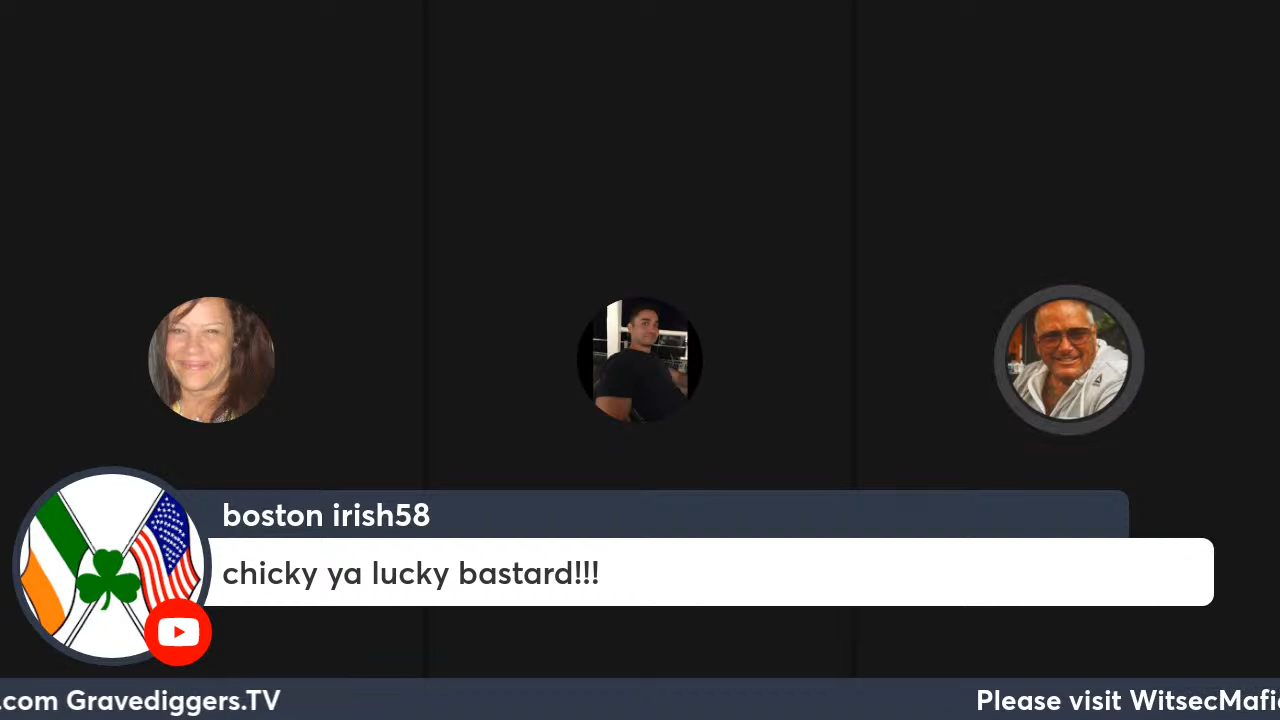 boston irish58
chicky ya lucky bastard!!!
.com Gravediggers.TV
Please visit WitsecMafi